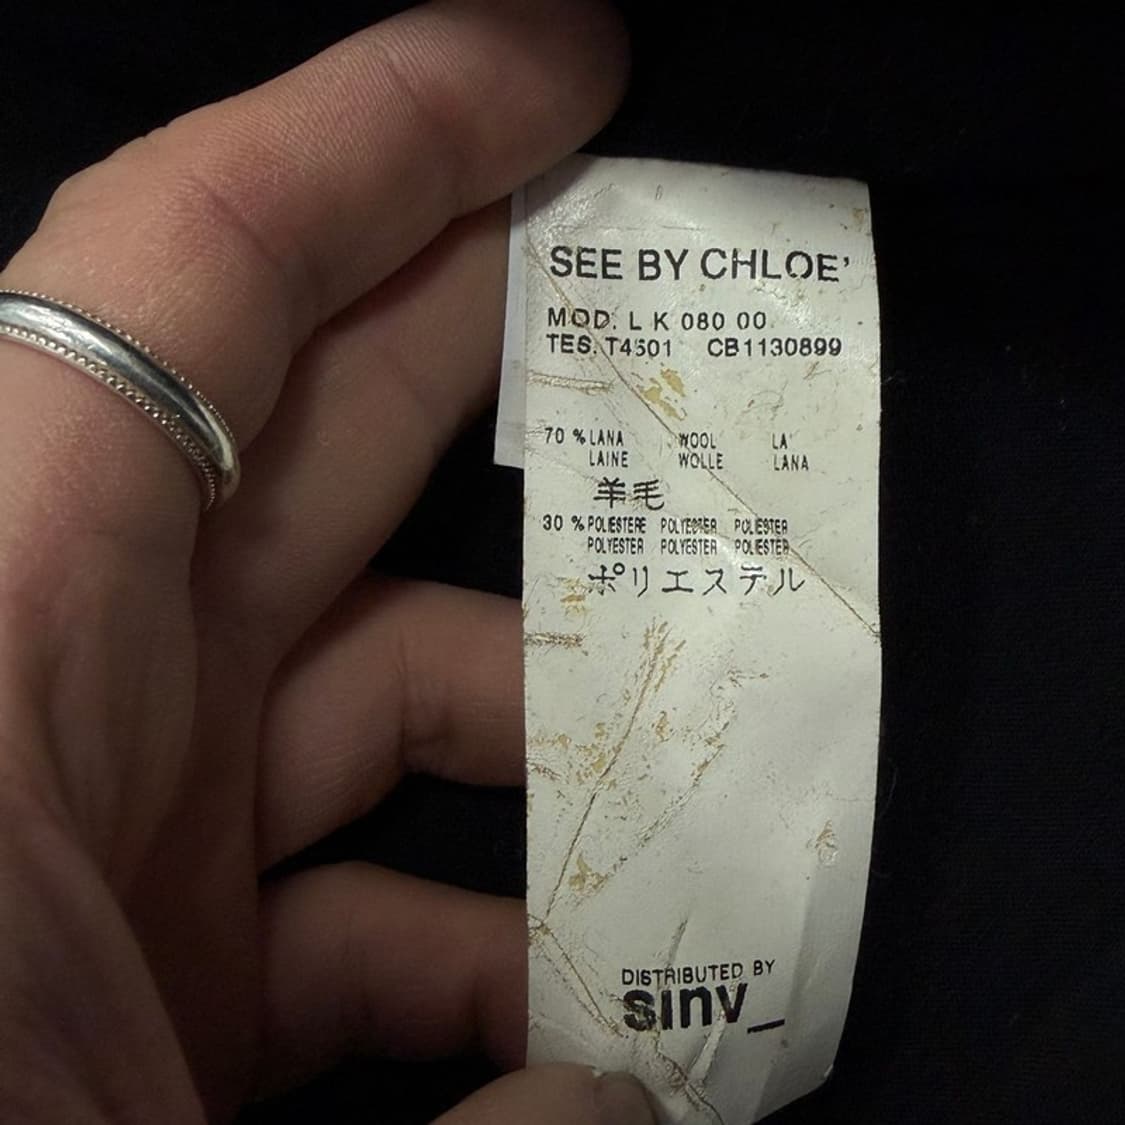 SEE BY CHLOE'
MOD. L K 080 00
TES. T4501 CB1130899
70 % LANA WOOL LA'
LAINE WOLLE LANA
羊毛
30 % POLIESTERE POLYESTER POLIESTER
POLYESTER POLYESTER POLIESTER
ポリエステル
DISTRIBUTED BY
sinv_